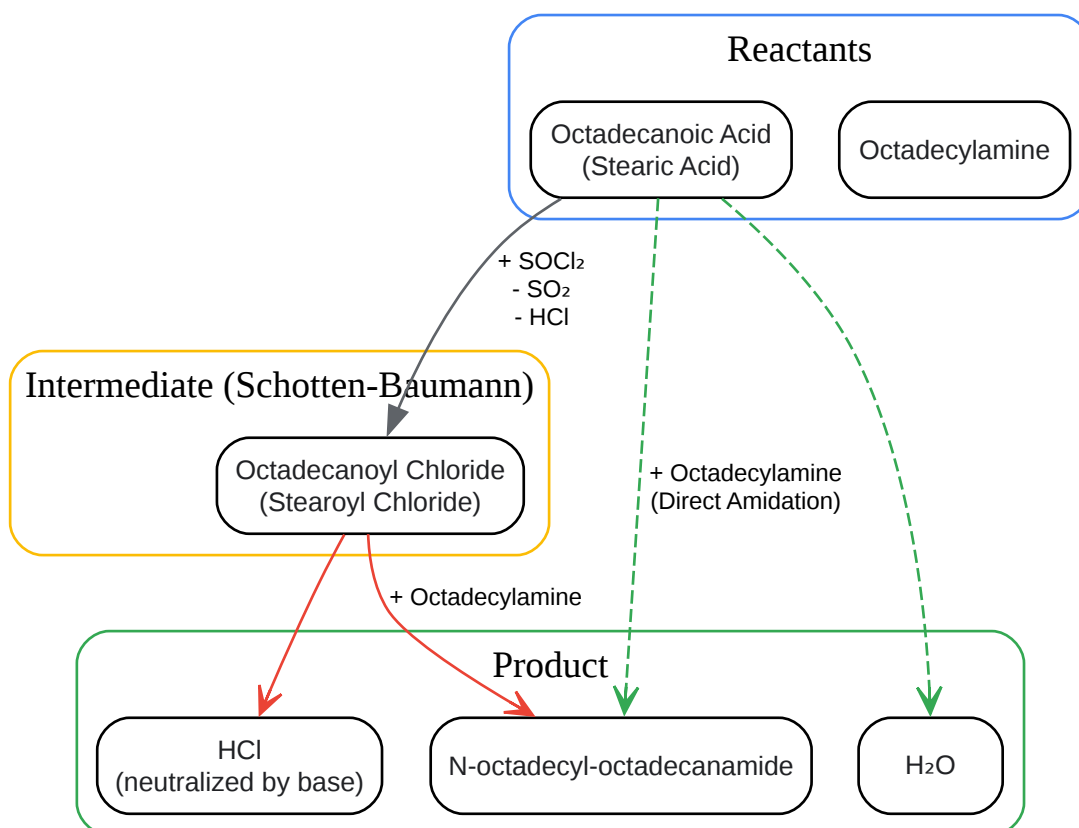 Reactants
Octadecanoic Acid
(Stearic Acid)
Octadecylamine
+ SOCl₂
- SO₂
- HCl
Intermediate (Schotten-Baumann)
Octadecanoyl Chloride
(Stearoyl Chloride)
+ Octadecylamine
(Direct Amidation)
+ Octadecylamine
Product
HCl
(neutralized by base)
N-octadecyl-octadecanamide
H₂O